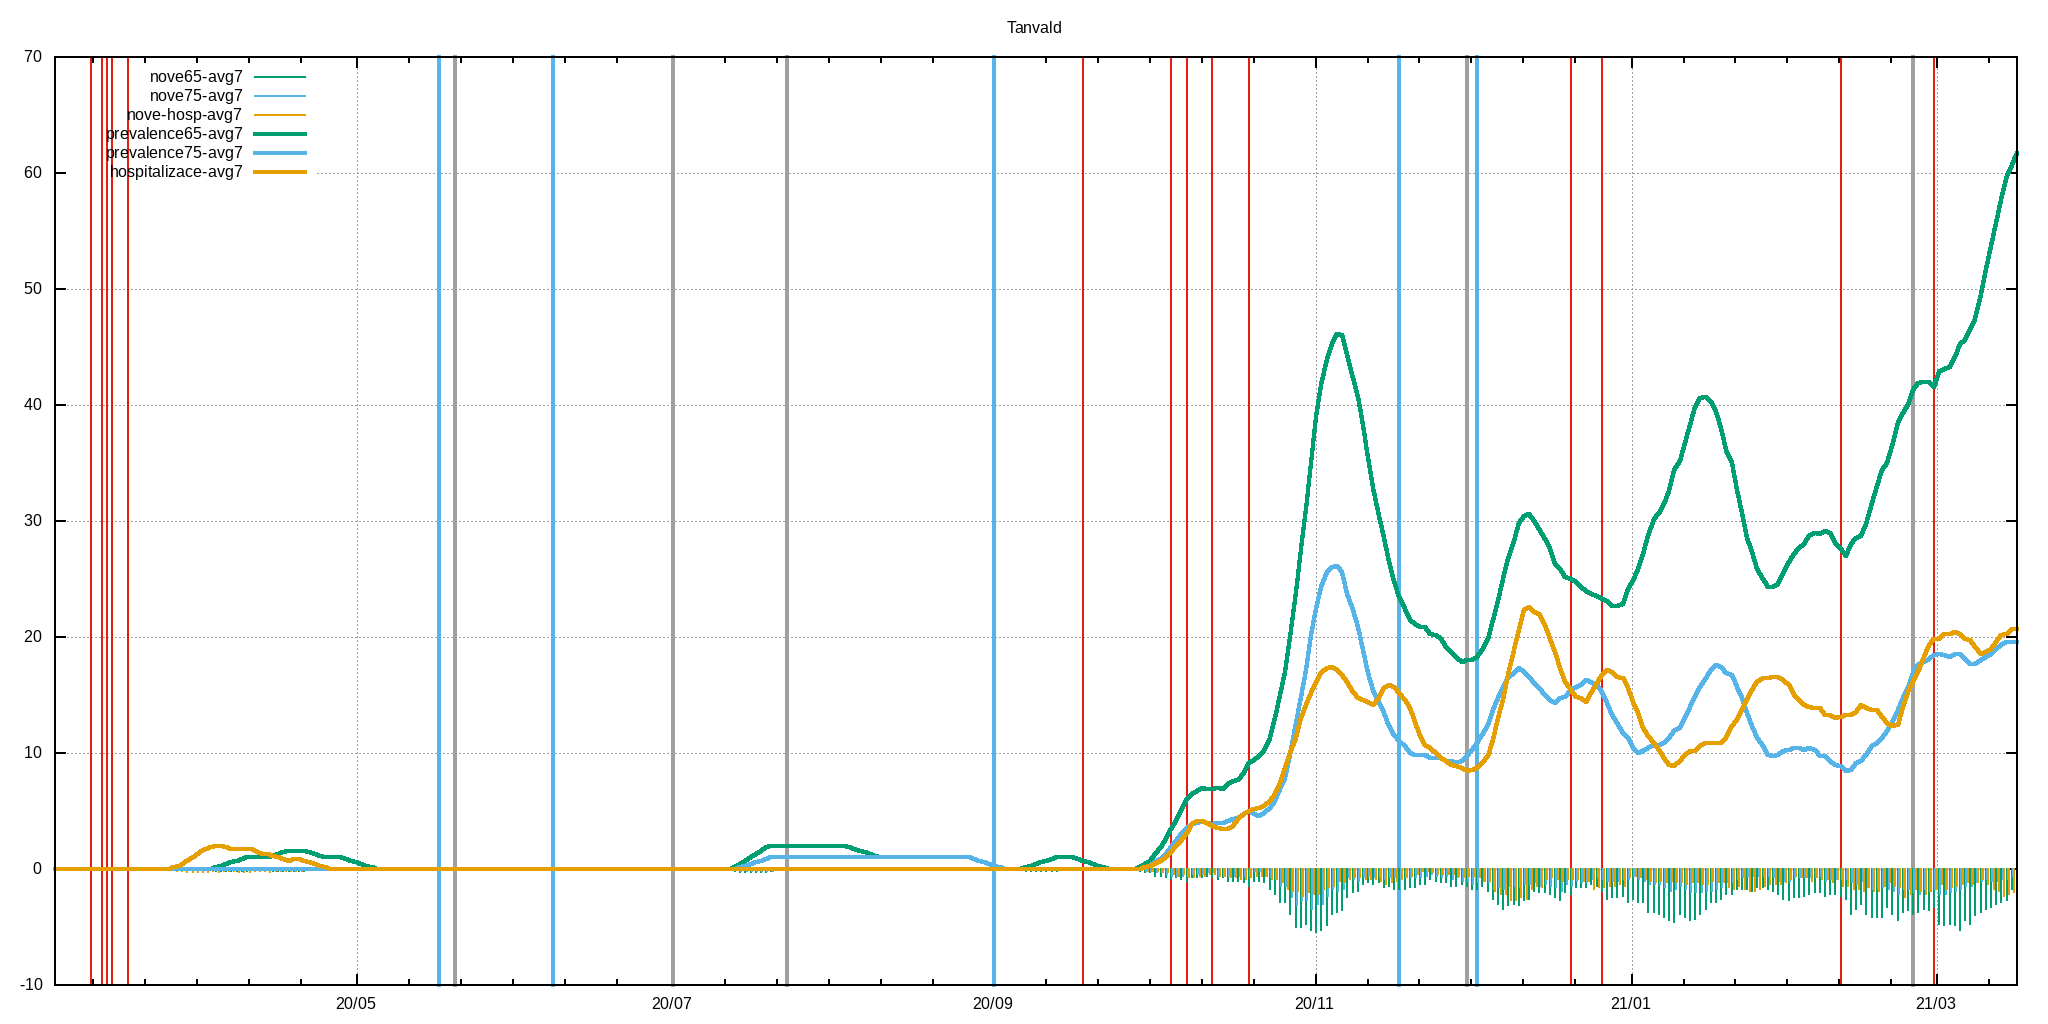 Tanvald
70
60
50
40
30
20
10
0
-10
nove65-avg7
nove75-avg7
nove-hosp-avg7
prevalence65-avg7
prevalence75-avg7
hospitalizace-avg7
20/05
20/07
20/09
20/11
21/01
21/03